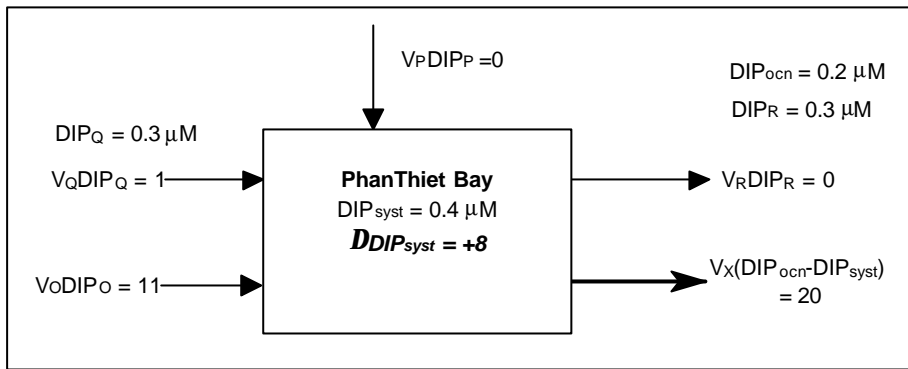 VPDIPP =0
DIPocn = 0.2 μM
DIPR = 0.3 μM
DIPQ = 0.3 μM
VQDIPQ = 1
PhanThiet Bay
DIPsyst = 0.4 μM
DDIPsyst = +8
VRDIPR = 0
VODIPO = 11
VX(DIPocn-DIPsyst)
= 20